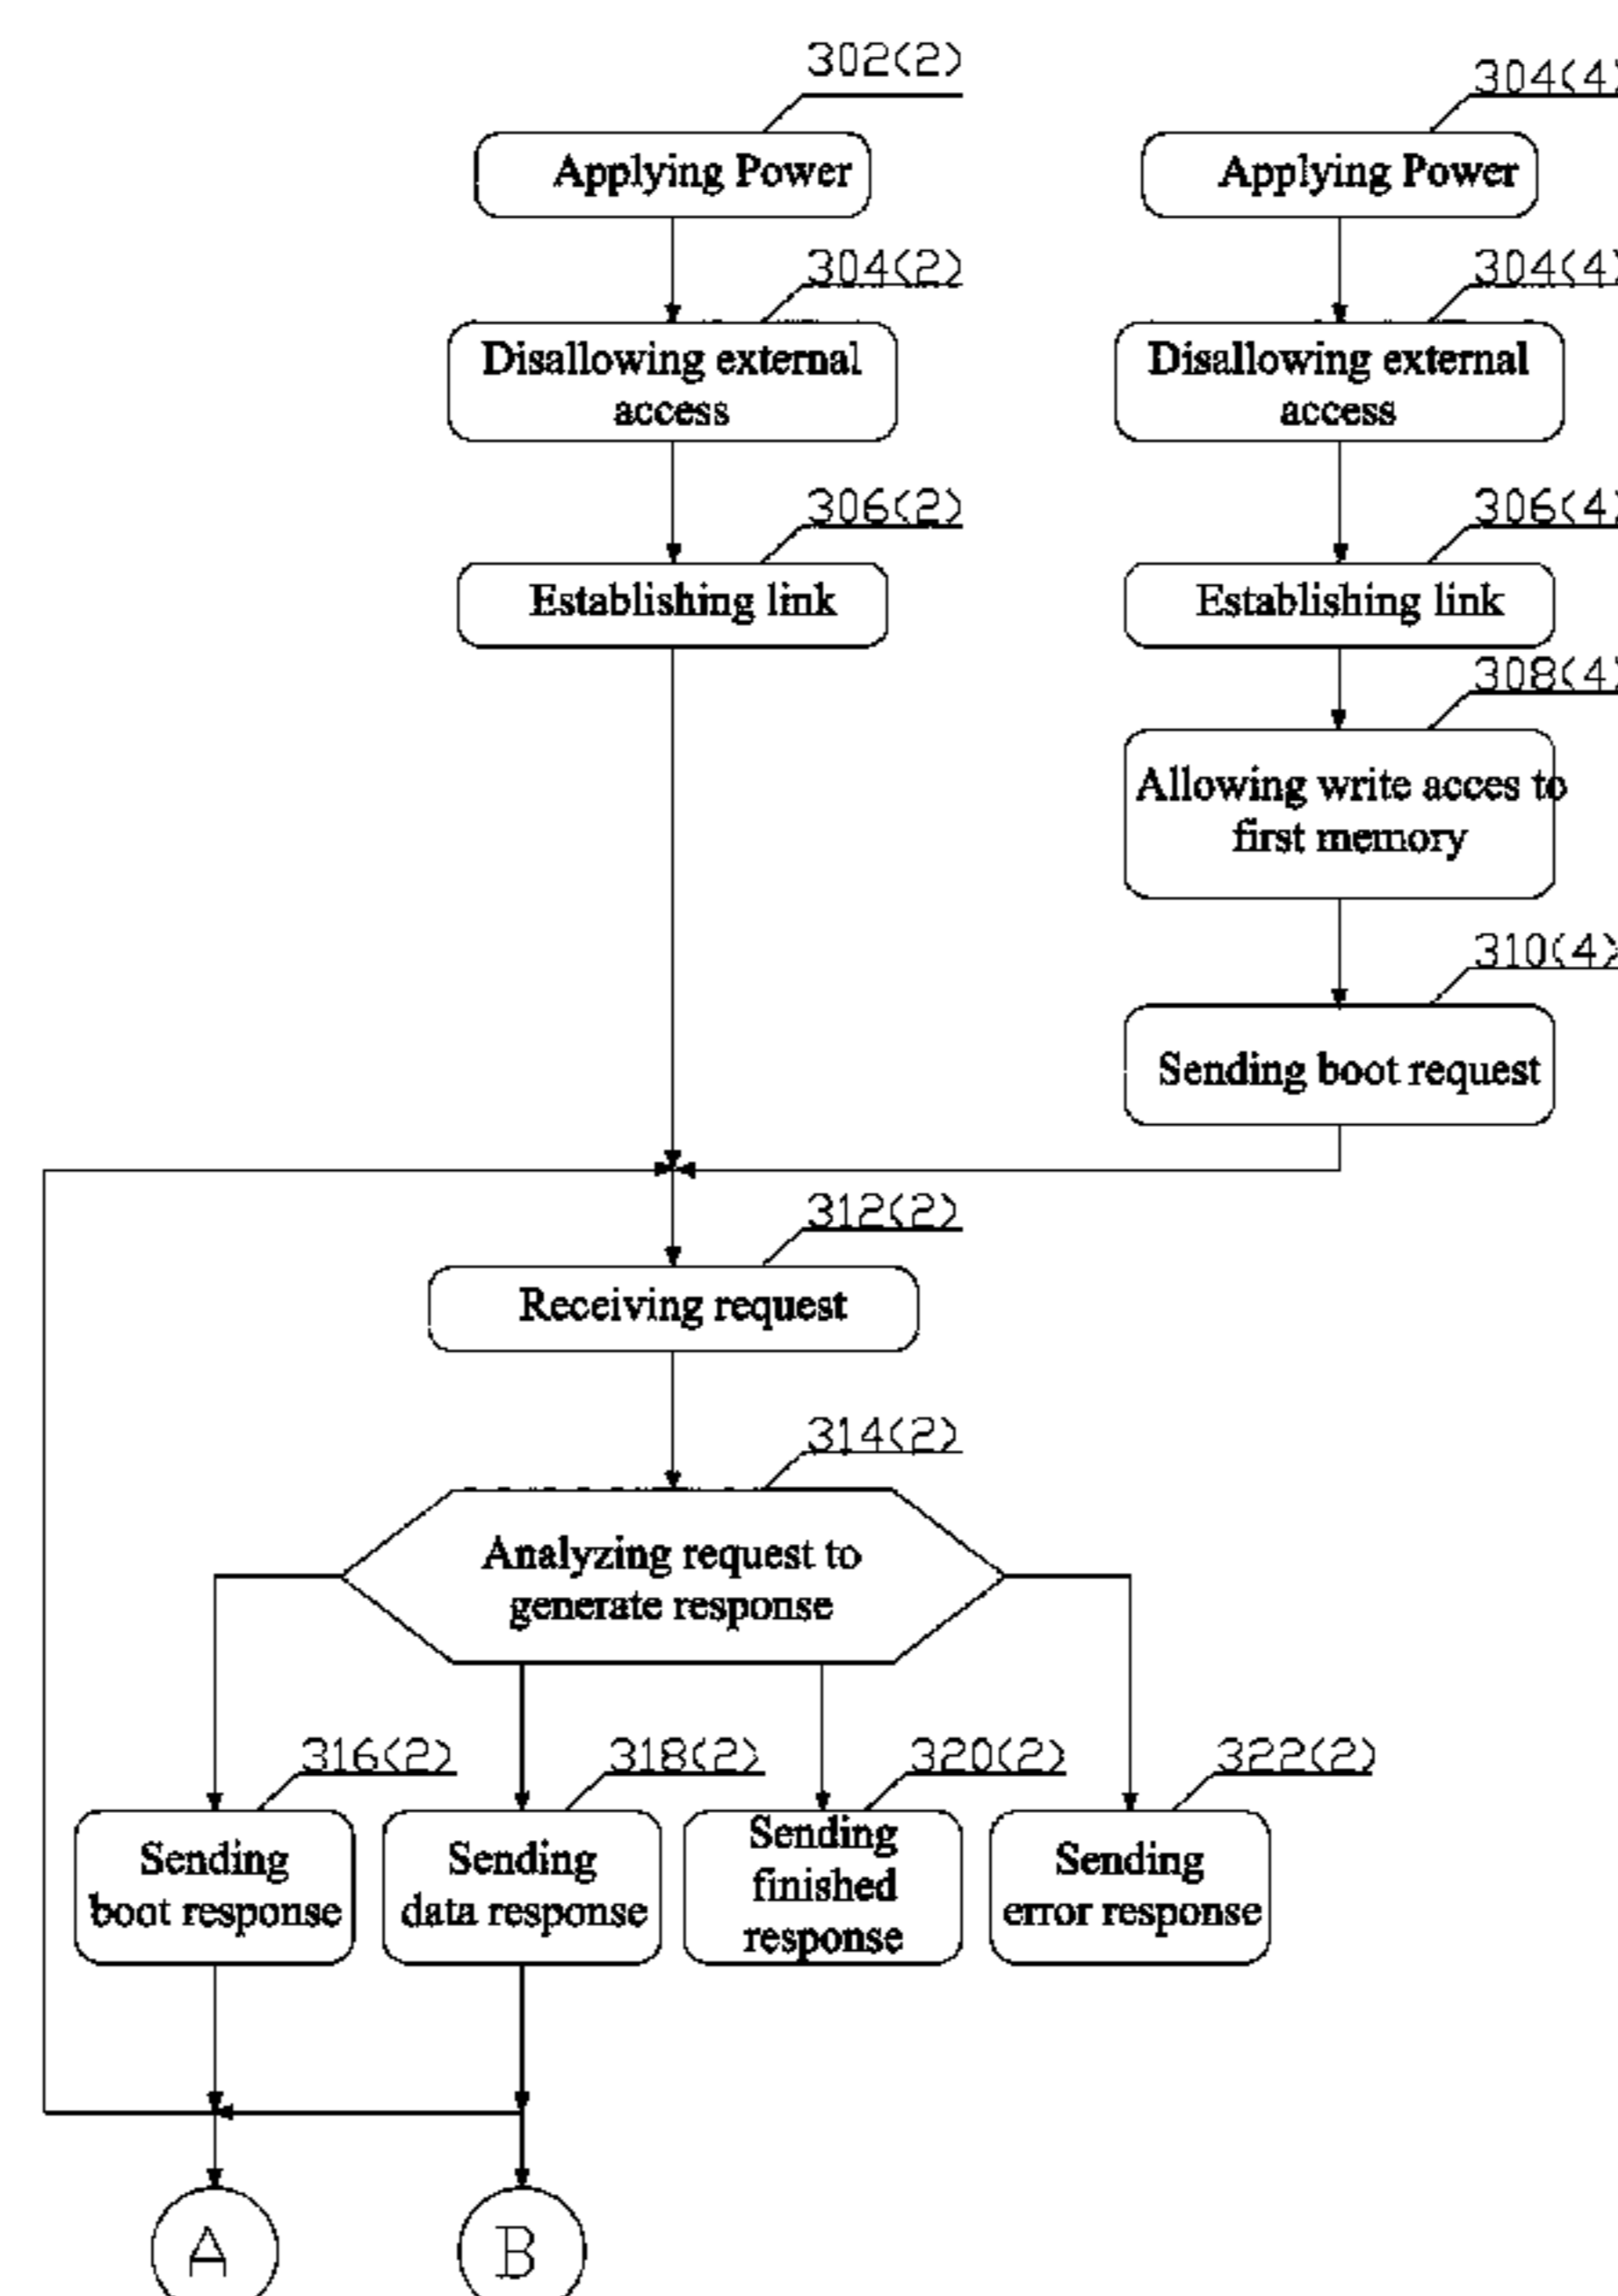 302(2)
304(4)
Applying Power
Applying Power
304(2)
304(4)
Disallowing external
access
Disallowing external
access
306(2)
306(4)
Establishing link
Establishing link
308(4)
Allowing write acces to
first memory
310(4)
Sending boot request
312(2)
Receiving request
314(2)
Analyzing request to
generate response
316(2)
318(2)
320(2)
322(2)
Sending
boot response
Sending
data response
Sending
finished
response
Sending
error response
A
B